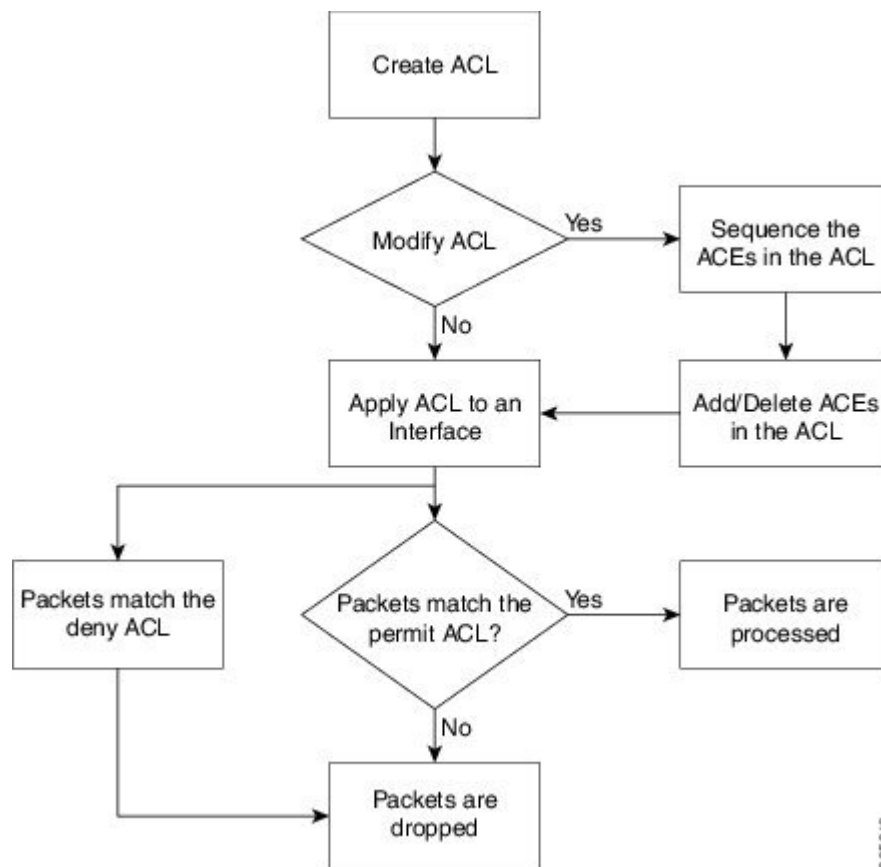 Create ACL
Modify ACL
Yes
Sequence the
ACEs in the ACL
No
Apply ACL to an
Interface
Add/Delete ACEs
in the ACL
Packets match the
deny ACL
Packets match the
permit ACL?
Yes
Packets are
processed
No
Packets are
dropped